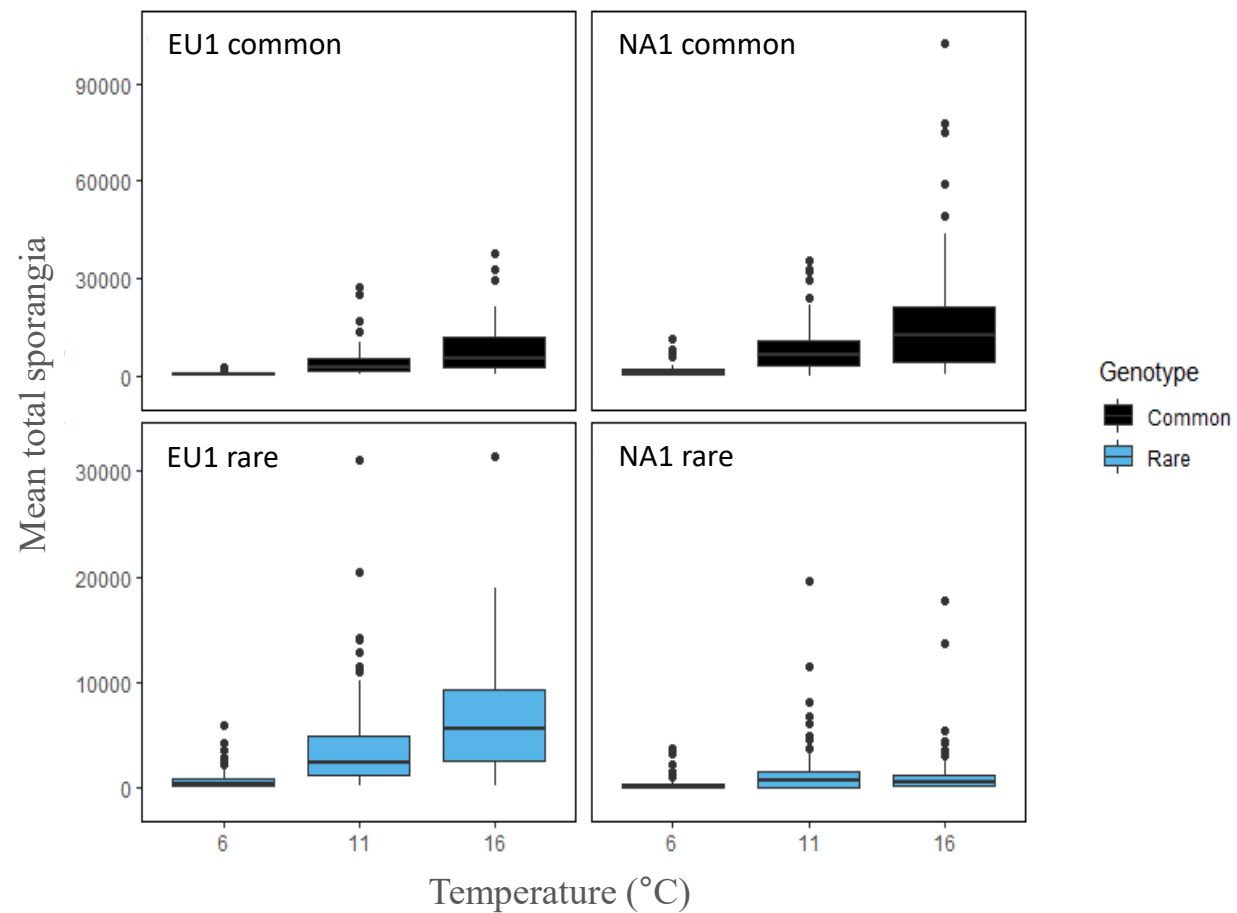 EU1 common
NA1 common
90000
60000
30000
0
EU1 rare
NA1 rare
30000
20000
10000
0
6
11
16
6
11
16
Mean total sporangia
Temperature (°C)
Genotype
Common
Rare